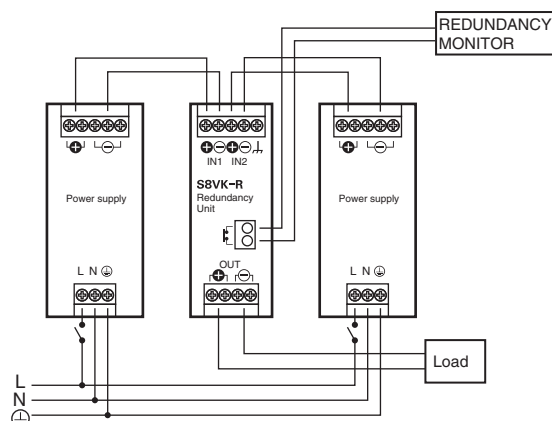 REDUNDANCY
MONITOR
IN1 IN2
S8VK-R
Redundancy
Unit
Power supply
Power supply
OUT
L N
L N
Load
L
N